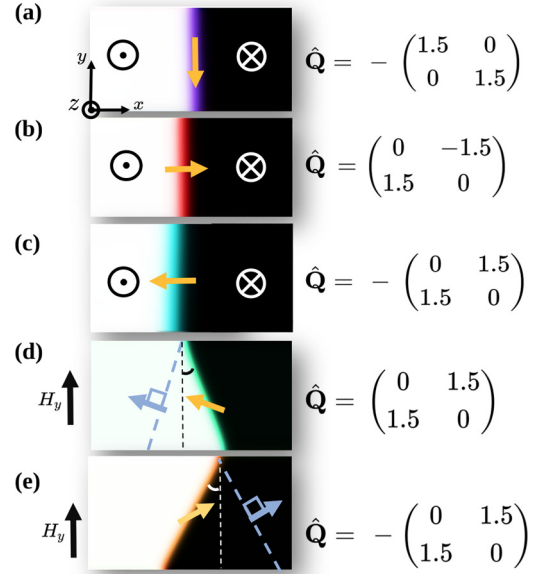 (a)
y
z
x
Q̂ = - (1.5 0
0 1.5)
(b)
Q̂ = (0 -1.5
1.5 0)
(c)
Q̂ = - (0 1.5
1.5 0)
(d)
H_y
Q̂ = (0 1.5
1.5 0)
(e)
H_y
Q̂ = - (0 1.5
1.5 0)